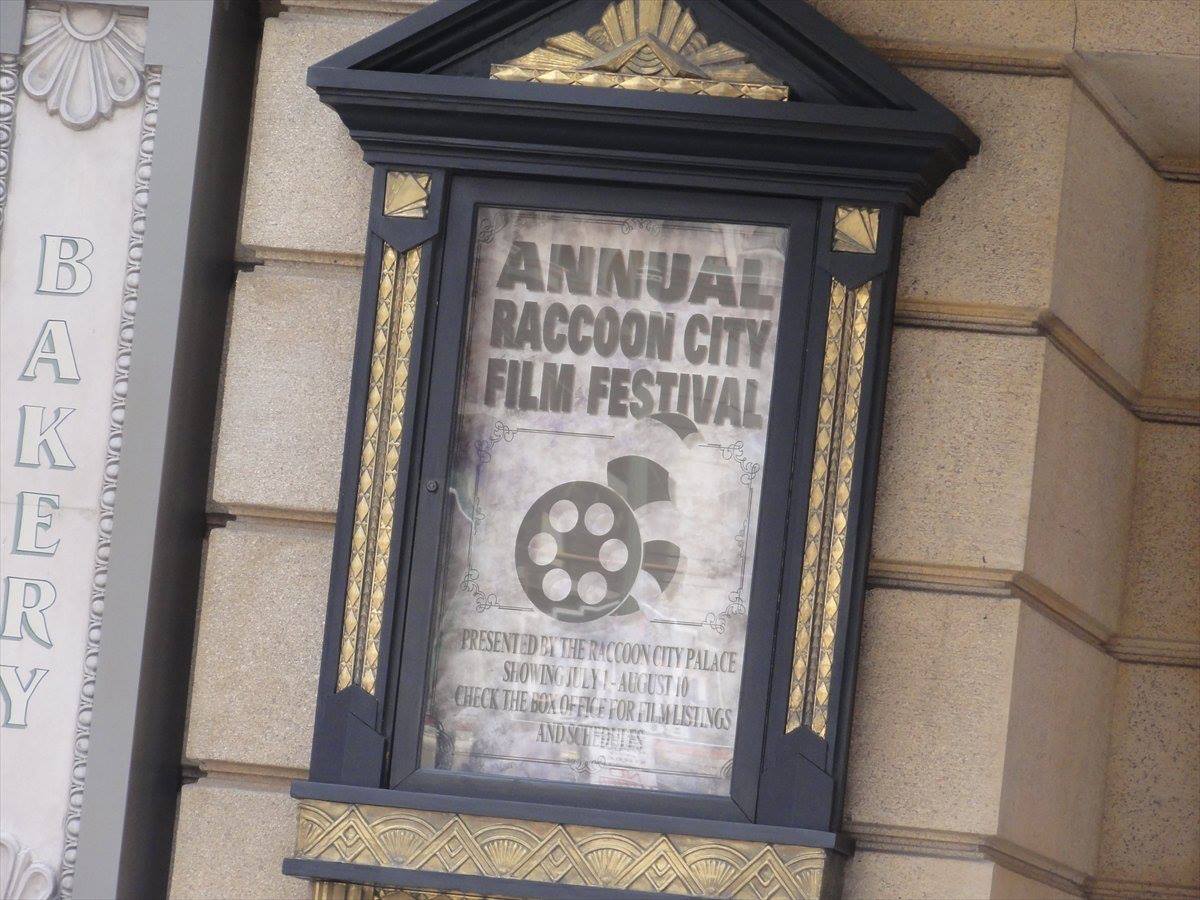 BAKERY
ANNUAL
RACCOON CITY
FILM FESTIVAL
PRESENTED BY THE RACCOON CITY PALACE
SHOWING JULY 1 - AUGUST 10
CHECK THE BOX OFFICE FOR FILM LISTINGS
AND SCHEDULES